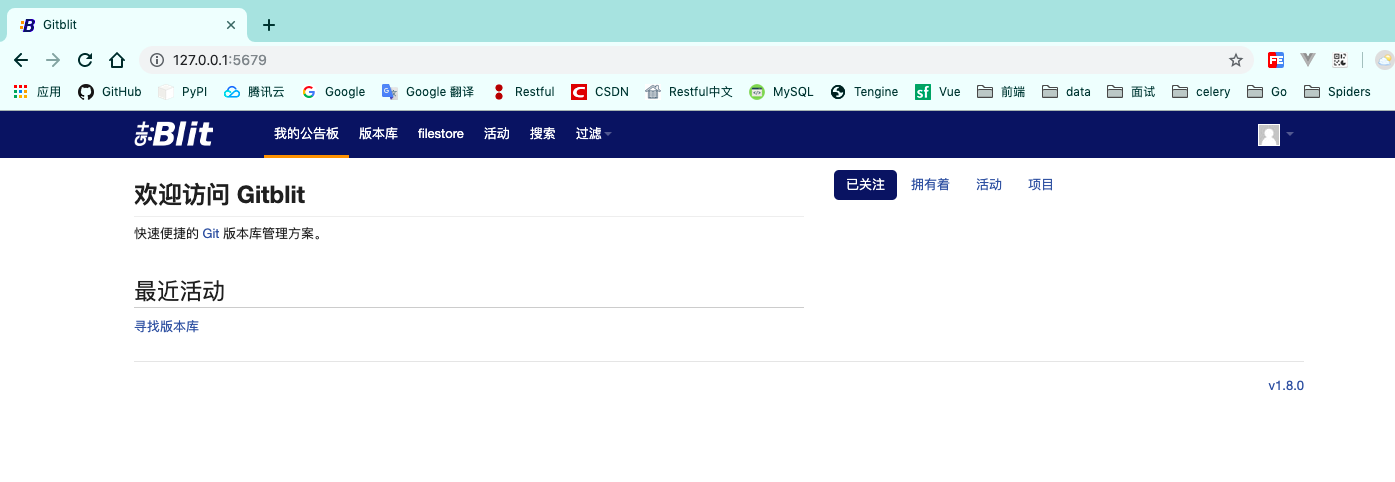 Gitblit
127.0.0.1:5679
应用 GitHub PyPI 腾讯云 Google Google 翻译 Restful CSDN Restful中文 MySQL Tengine Vue 前端 data 面试 celery Go Spiders
Blit 我的公告板 版本库 filestore 活动 搜索 过滤
已关注 拥有着 活动 项目
欢迎访问 Gitblit
快速便捷的 Git 版本库管理方案。
最近活动
寻找版本库
v1.8.0